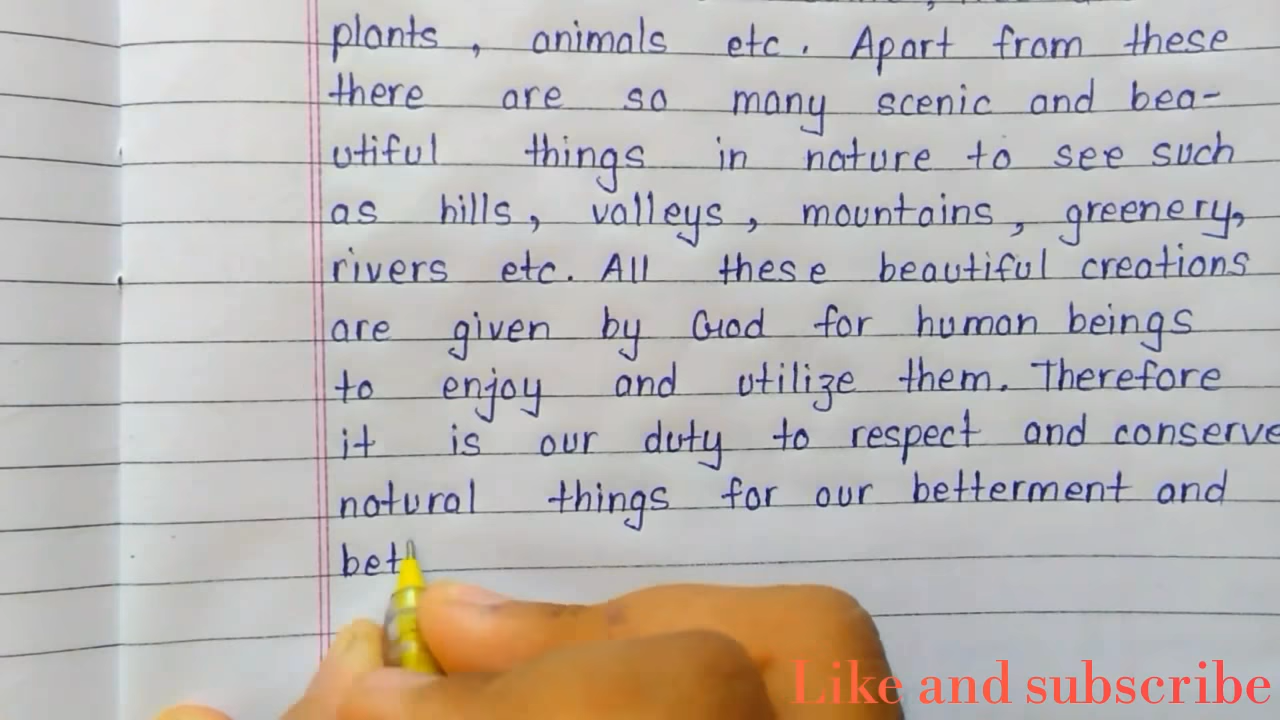 plants, animals etc. Apart from these
there are so many scenic and bea-
utiful things in nature to see such
as hills, valleys, mountains, greenery,
rivers etc. All these beautiful creations
are given by God for human beings
to enjoy and utilize them. Therefore
it is our duty to respect and conserve
natural things for our betterment and
bet
Like and subscribe